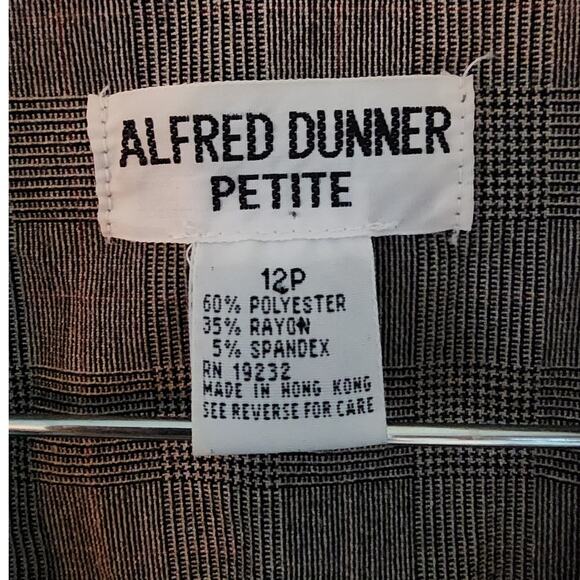 ALFRED DUNNER
PETITE
12P
60% POLYESTER
35% RAYON
5% SPANDEX
RN 19232
MADE IN HONG KONG
SEE REVERSE FOR CARE